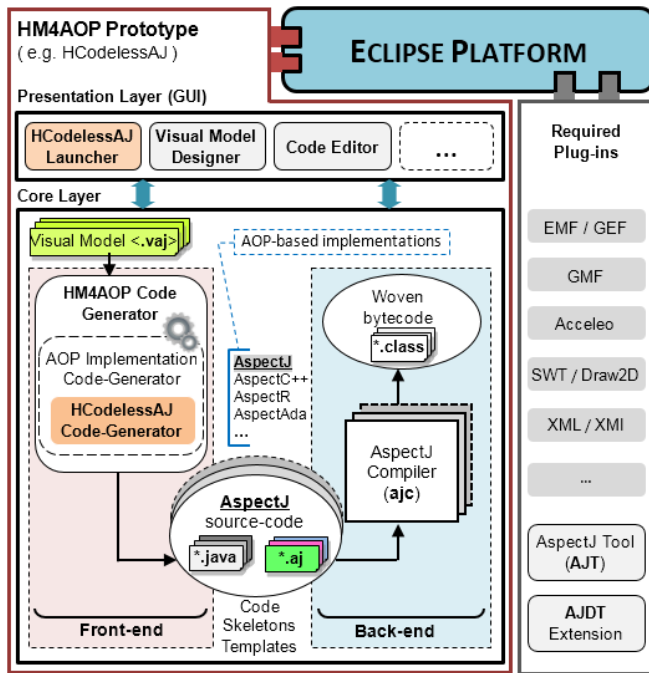 HM4AOP Prototype
( e.g. HCodelessAJ )
ECLIPSE PLATFORM
Presentation Layer (GUI)
HCodelessAJ
Launcher
Visual Model
Designer
Code Editor
...
Core Layer
Visual Model <.vaj>
AOP-based implementations
HM4AOP Code
Generator
AOP Implementation
Code-Generator
HCodelessAJ
Code-Generator
AspectJ
AspectC++
AspectR
AspectAda
...
Woven
bytecode
*.class
AspectJ
Compiler
(ajc)
AspectJ
source-code
*.java
*.aj
Code
Skeletons
Templates
Front-end
Back-end
Required
Plug-ins
EMF / GEF
GMF
Acceleo
SWT / Draw2D
XML / XMI
...
AspectJ Tool
(AJT)
AJDT
Extension